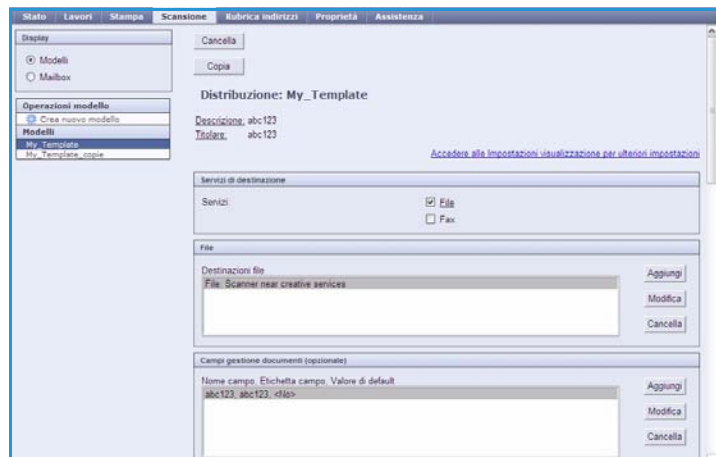 Stato Lavori Stampa Scansione Rubrica indirizzi Proprietà Assistenza
Display
Modelli
Mailbox
Operazioni modello
Crea nuovo modello
Modelli
My_Template
My_Template_copie
Cancella
Copia
Distribuzione: My_Template
Descrizione: abc123
Titolare: abc123
Accedere alle Impostazioni visualizzazione per ulteriori impostazioni
Servizi di destinazione
Servizi: File
Fax
File
Destinazioni file
File. Scanner near creative services
Aggiungi
Modifica
Cancella
Campi gestione documenti (opzionale)
Nome campo, Etichetta campo, Valore di default
abc123, abc123, <No>
Aggiungi
Modifica
Cancella